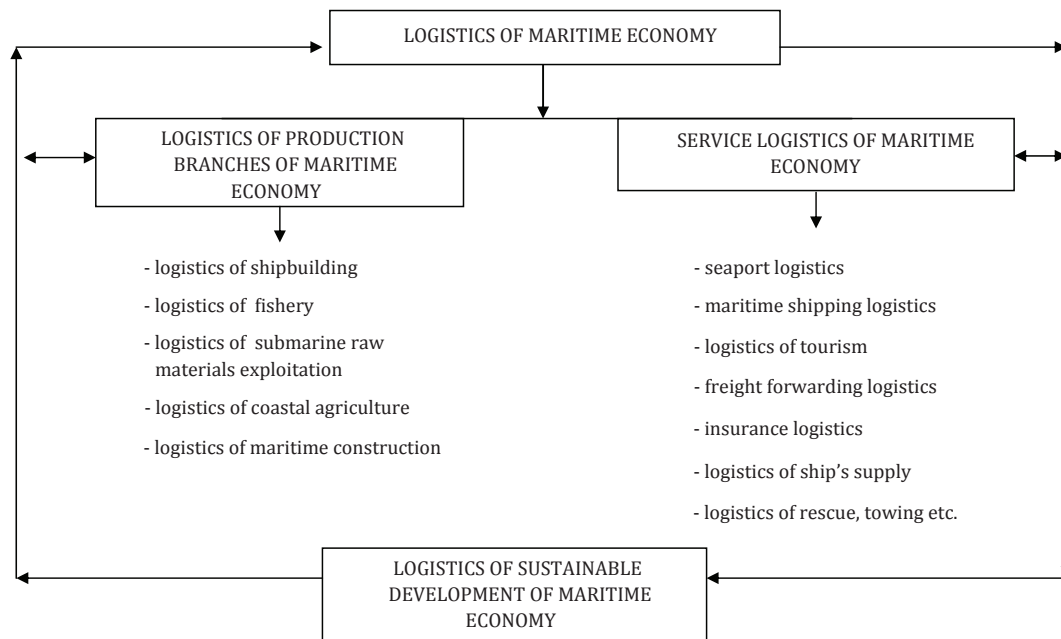 LOGISTICS OF MARITIME ECONOMY
LOGISTICS OF PRODUCTION
BRANCHES OF MARITIME
ECONOMY
SERVICE LOGISTICS OF MARITIME
ECONOMY
- logistics of shipbuilding
- logistics of fishery
- logistics of submarine raw
materials exploitation
- logistics of coastal agriculture
- logistics of maritime construction
- seaport logistics
- maritime shipping logistics
- logistics of tourism
- freight forwarding logistics
- insurance logistics
- logistics of ship’s supply
- logistics of rescue, towing etc.
LOGISTICS OF SUSTAINABLE
DEVELOPMENT OF MARITIME
ECONOMY